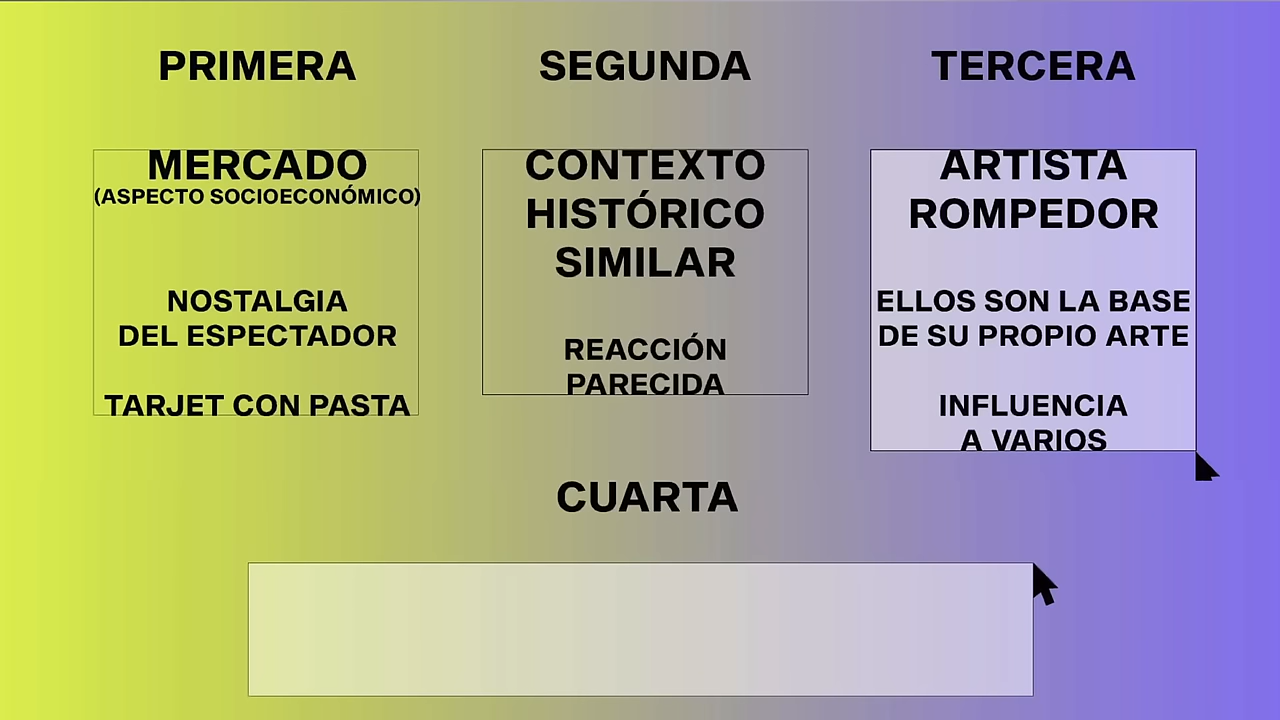 PRIMERA
MERCADO
(ASPECTO SOCIOECONÓMICO)
NOSTALGIA
DEL ESPECTADOR
TARJET CON PASTA
SEGUNDA
CONTEXTO
HISTÓRICO
SIMILAR
REACCIÓN
PARECIDA
TERCERA
ARTISTA
ROMPEDOR
ELLOS SON LA BASE
DE SU PROPIO ARTE
INFLUENCIA
A VARIOS
CUARTA